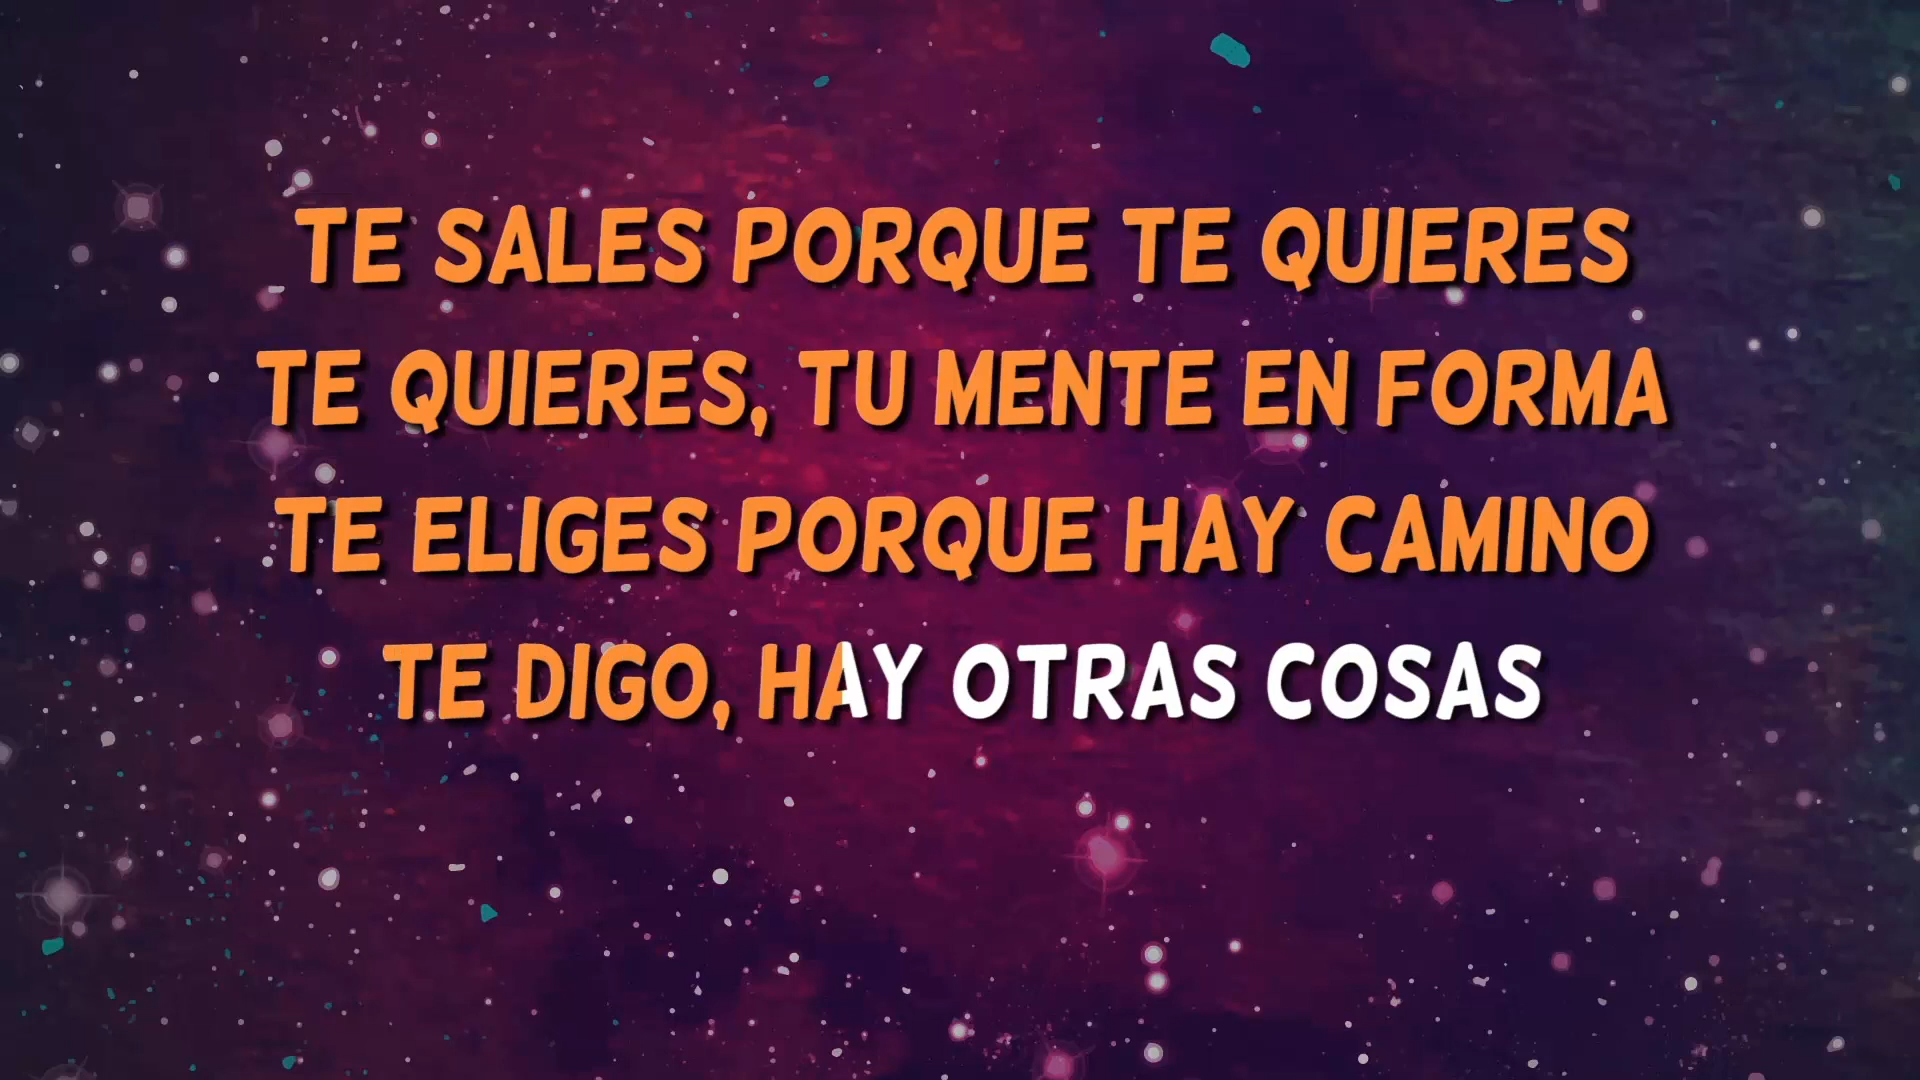 TE SALES PORQUE TE QUIERES
TE QUIERES, TU MENTE EN FORMA
TE ELIGES PORQUE HAY CAMINO
TE DIGO, HAY OTRAS COSAS